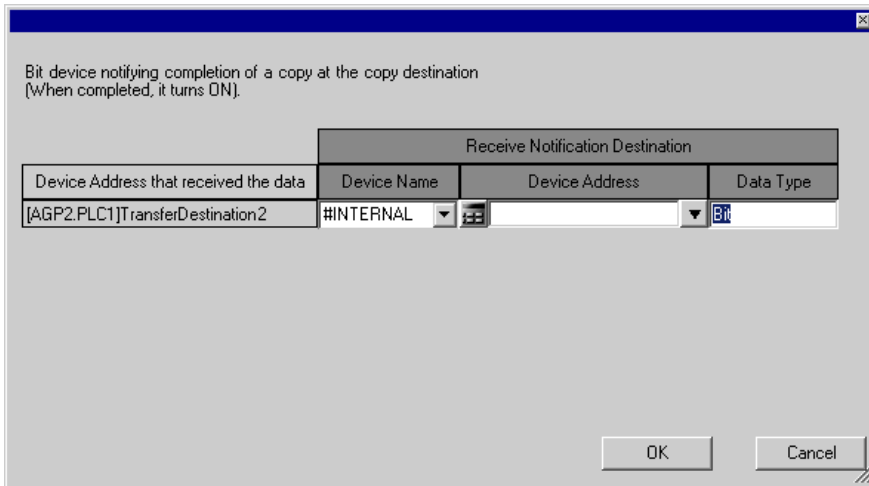 Bit device notifying completion of a copy at the copy destination
(When completed, it turns ON).
Receive Notification Destination
Device Address that received the data Device Name Device Address Data Type
[AGP2.PLC1]TransferDestination2 #INTERNAL Bit
OK Cancel